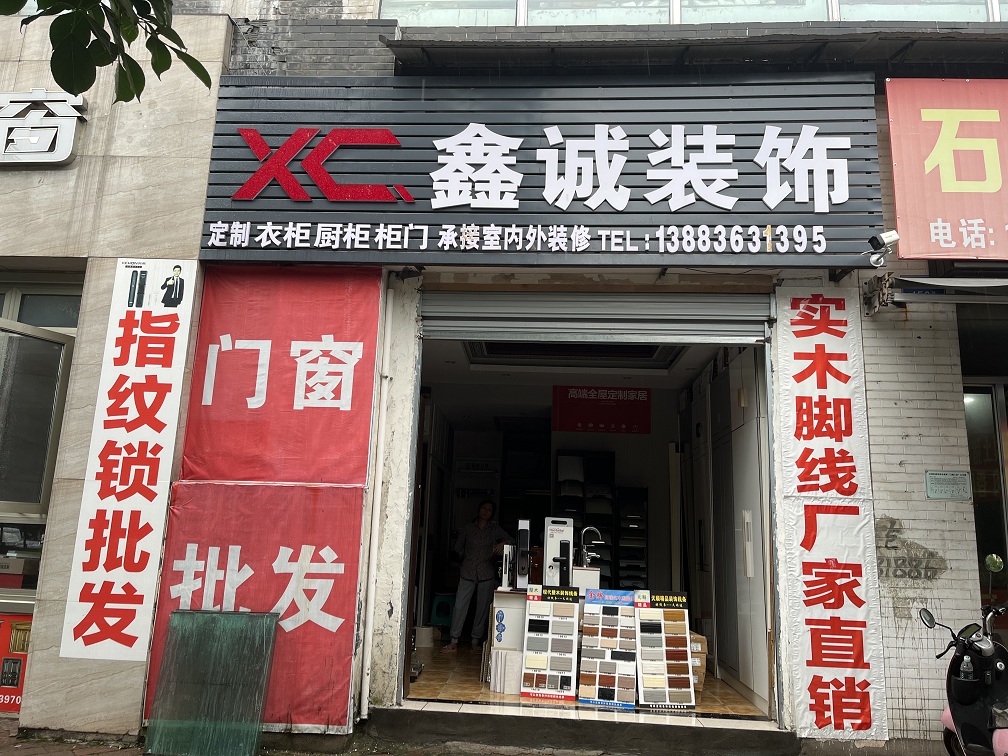 窗
XC
鑫诚装饰
定制 衣柜 厨柜 柜门 承接室内外装修 TEL:13883631395
石
电话:
指纹锁批发
门窗
批发
高端全屋定制家居
实木脚线厂家直销
3970